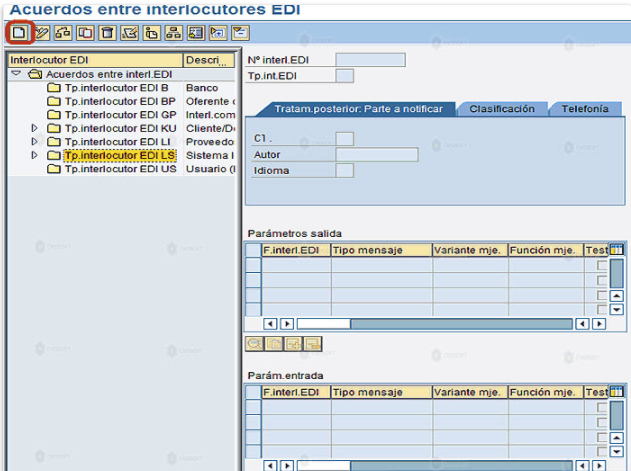 Acuerdos entre interlocutores EDI
Interlocutor EDI Descri...
Acuerdos entre interl.EDI
Tp.interlocutor EDI B Banco
Tp.interlocutor EDI BP Oferente
Tp.interlocutor EDI GP Interl.com
Tp.interlocutor EDI KU Cliente/De
Tp.interlocutor EDI LI Proveedo
Tp.interlocutor EDI LS Sistema l
Tp.interlocutor EDI US Usuario (I
Nº interl.EDI
Tp.int.EDI
Tratam.posterior: Parte a notificar Clasificación Telefonía
Cl .
Autor
Idioma
Parámetros salida
F.interl.EDI Tipo mensaje Variante mje. Función mje. Test
Parám.entrada
F.interl.EDI Tipo mensaje Variante mje. Función mje. Test